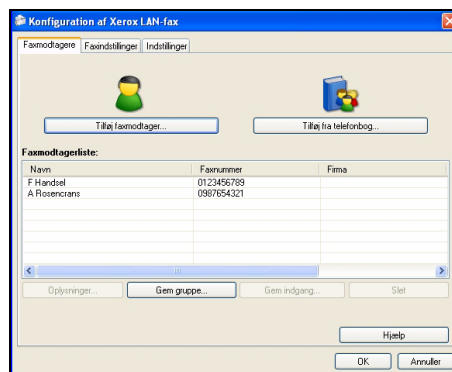 Konfiguration af Xerox LAN-fax
Faxmodtagere Faxindstillinger Indstillinger
Tilføj faxmodtager... Tilføj fra telefonbog...
Faxmodtagerliste:
Navn Faxnummer Firma
F Handsel 0123456789
A Rosencrans 0987654321
Oplysninger... Gem gruppe... Gem indgang... Slet
Hjælp
OK Annuller